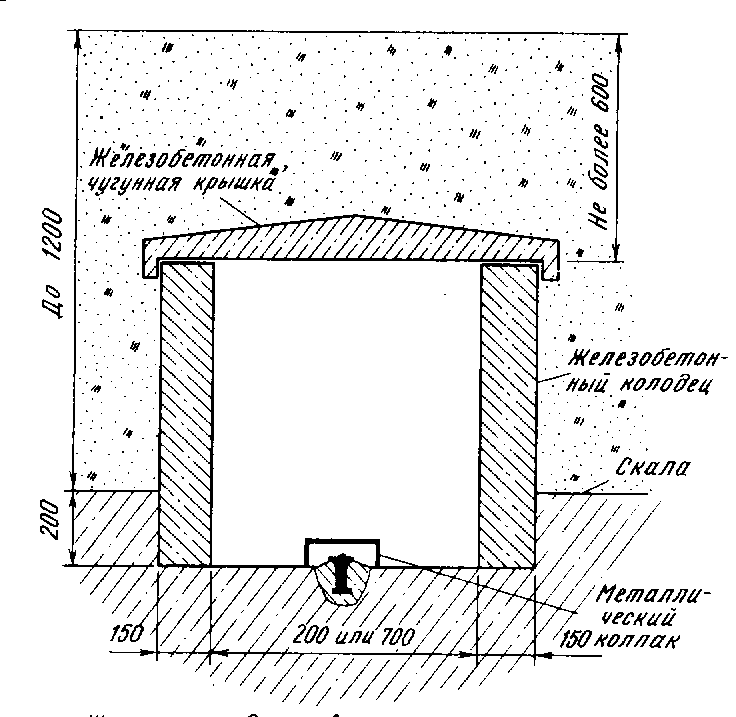 Не более 600
Железобетонная,
чугунная крышка
До 1200
Железобетон-
ный колодец
Скала
200
Металли-
ческий
колпак
150
200 или 700
150